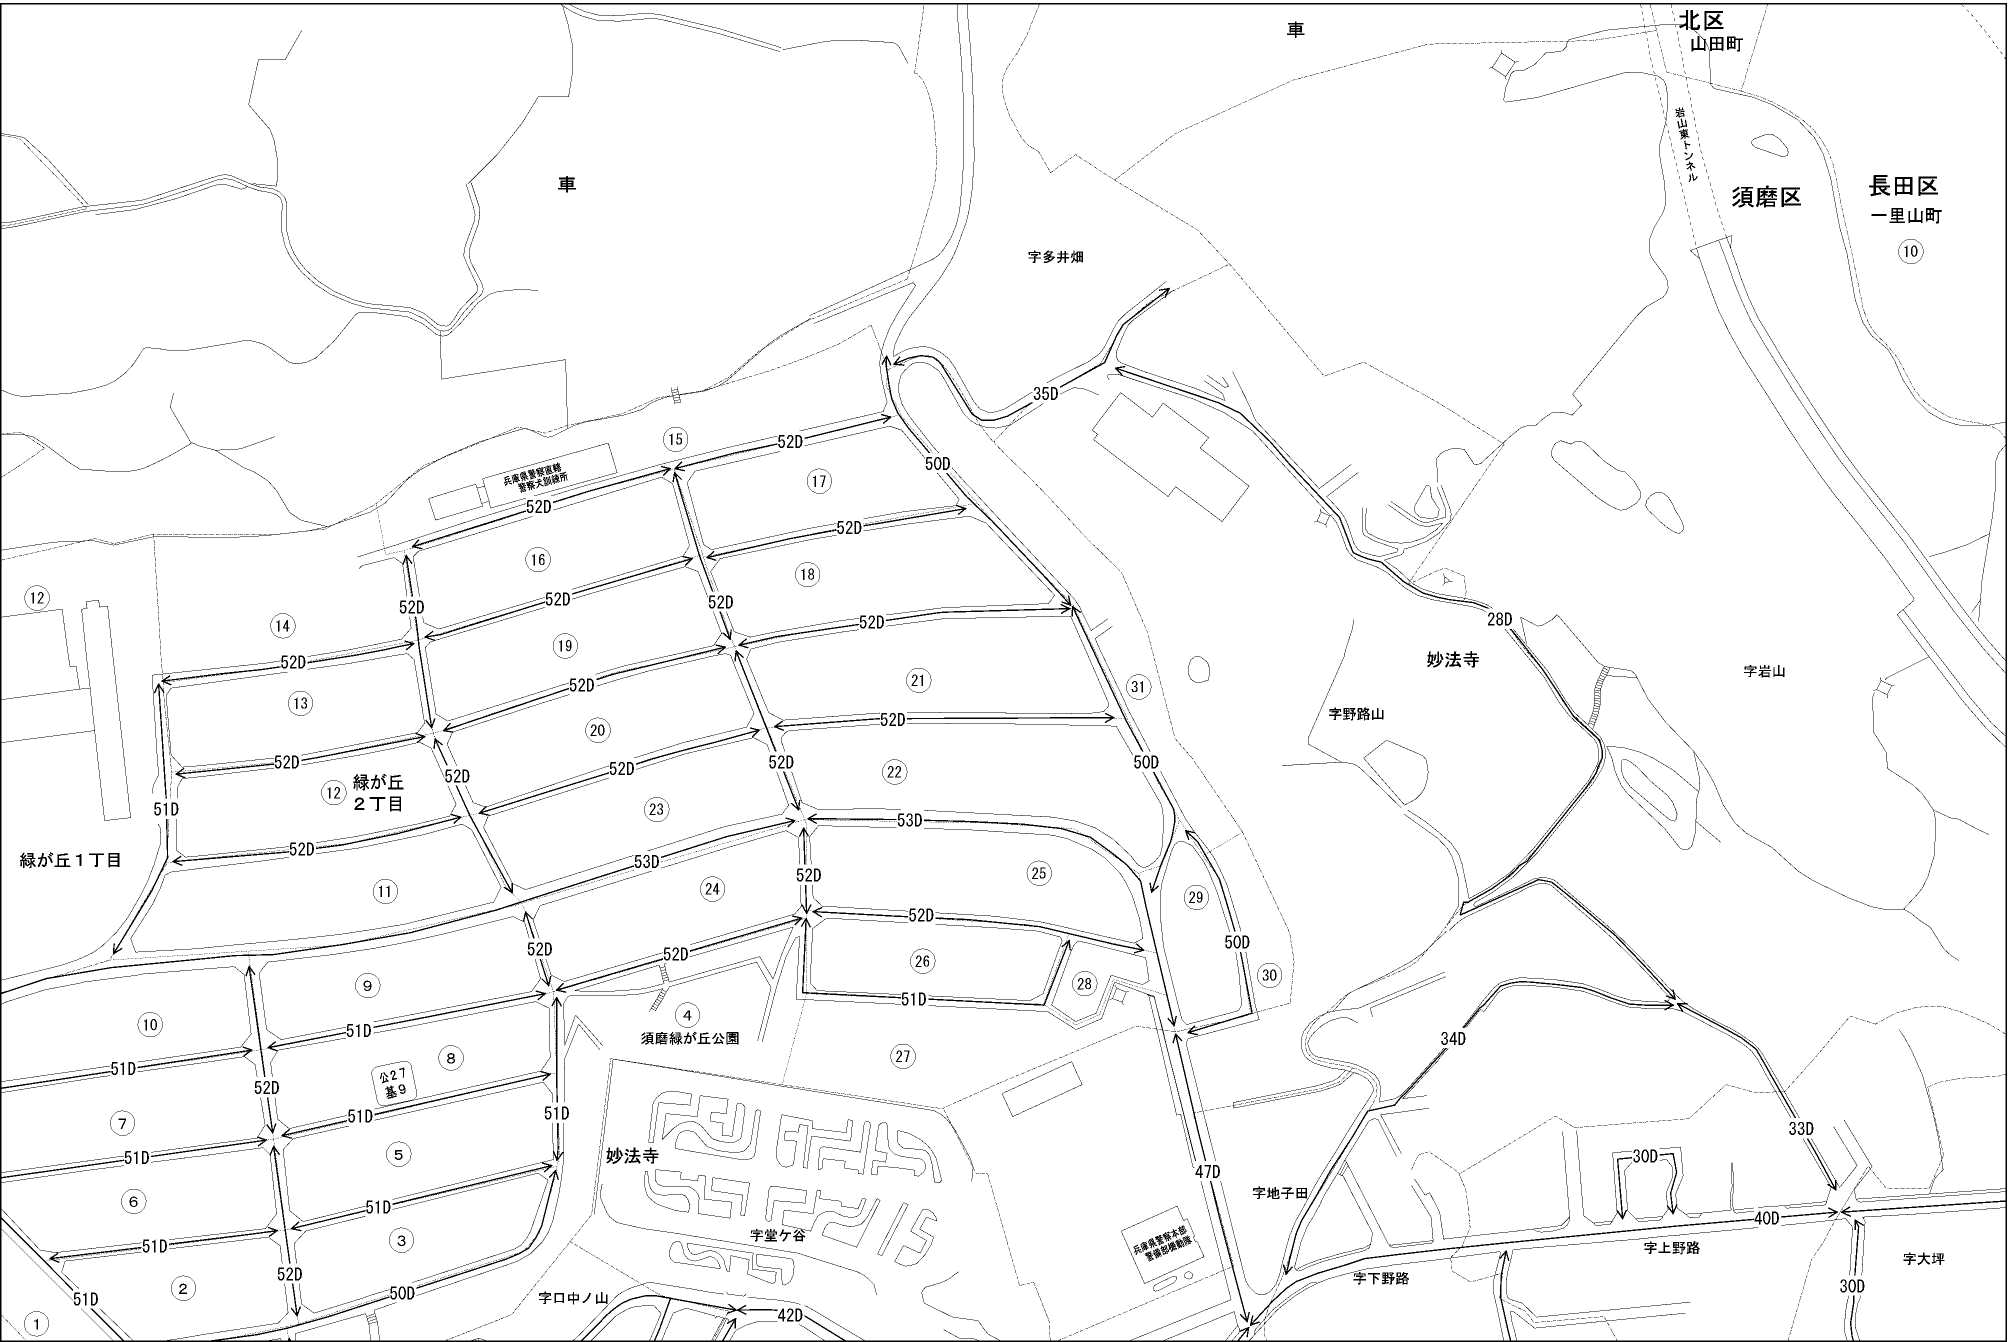 北区
山田町
車
岩山東トンネル
車
須磨区
長田区
一里山町
10
字多井畑
35D
15
52D
50D
兵庫県警察直轄
警察犬訓練所
17
52D
52D
16
18
12
52D
52D
52D
14
52D
28D
19
52D
妙法寺
字岩山
21
31
13
52D
字野路山
20
52D
52D
52D
52D
52D
22
50D
緑が丘
２丁目
12
51D
23
53D
52D
緑が丘１丁目
53D
52D
25
11
24
29
52D
52D
52D
50D
26
30
9
28
51D
4
10
51D
須磨緑が丘公園
34D
8
27
51D
公27
基９
52D
51D
51D
7
33D
51D
5
妙法寺
30D
47D
6
51D
字地子田
40D
3
字堂ケ谷
兵庫県警察本部
警備部機動隊
51D
字上野路
字大坪
52D
字下野路
2
50D
30D
51D
字口中ノ山
42D
1